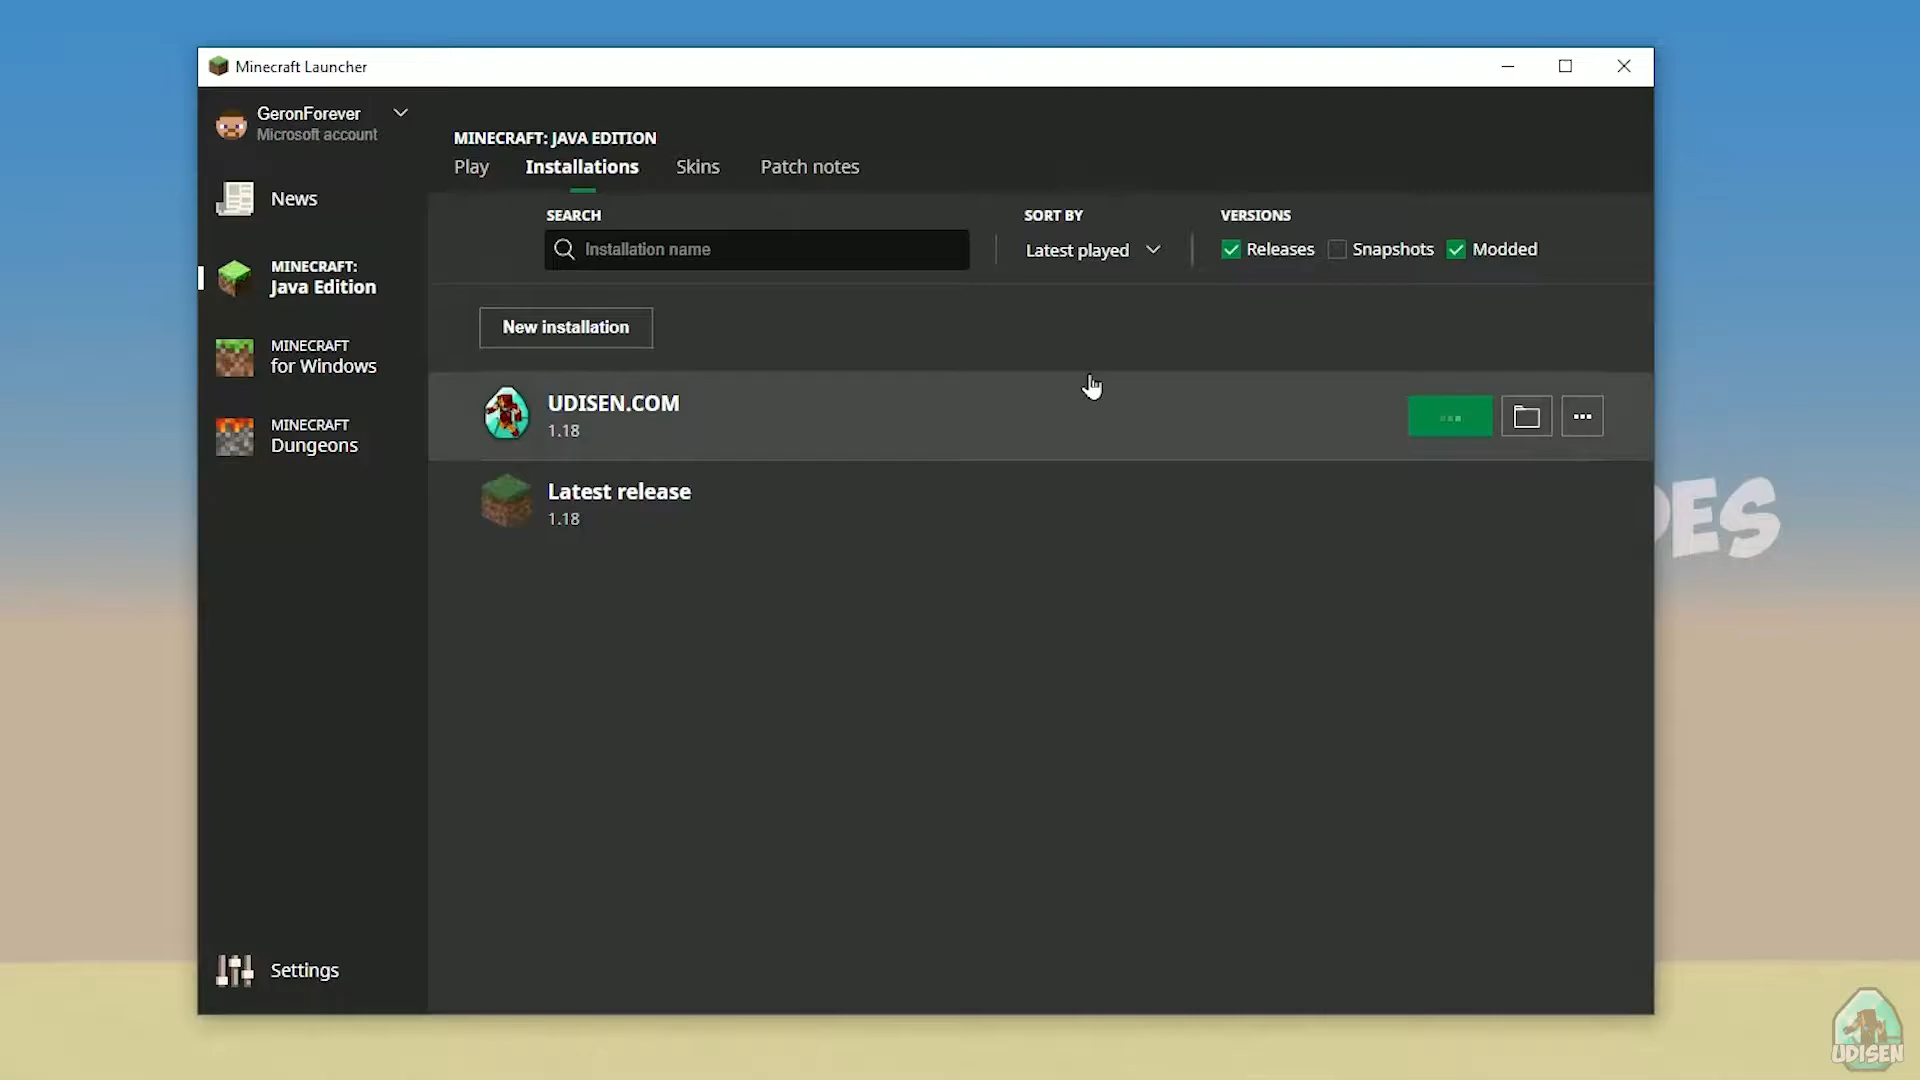 Minecraft Launcher
GeronForever
Microsoft account
News
MINECRAFT:
Java Edition
MINECRAFT
for Windows
MINECRAFT
Dungeons
Settings
MINECRAFT: JAVA EDITION
Play Installations Skins Patch notes
SEARCH SORT BY VERSIONS
Installation name Latest played Releases Snapshots Modded
New installation
UDISEN.COM
1.18
Latest release
1.18
UDISEN